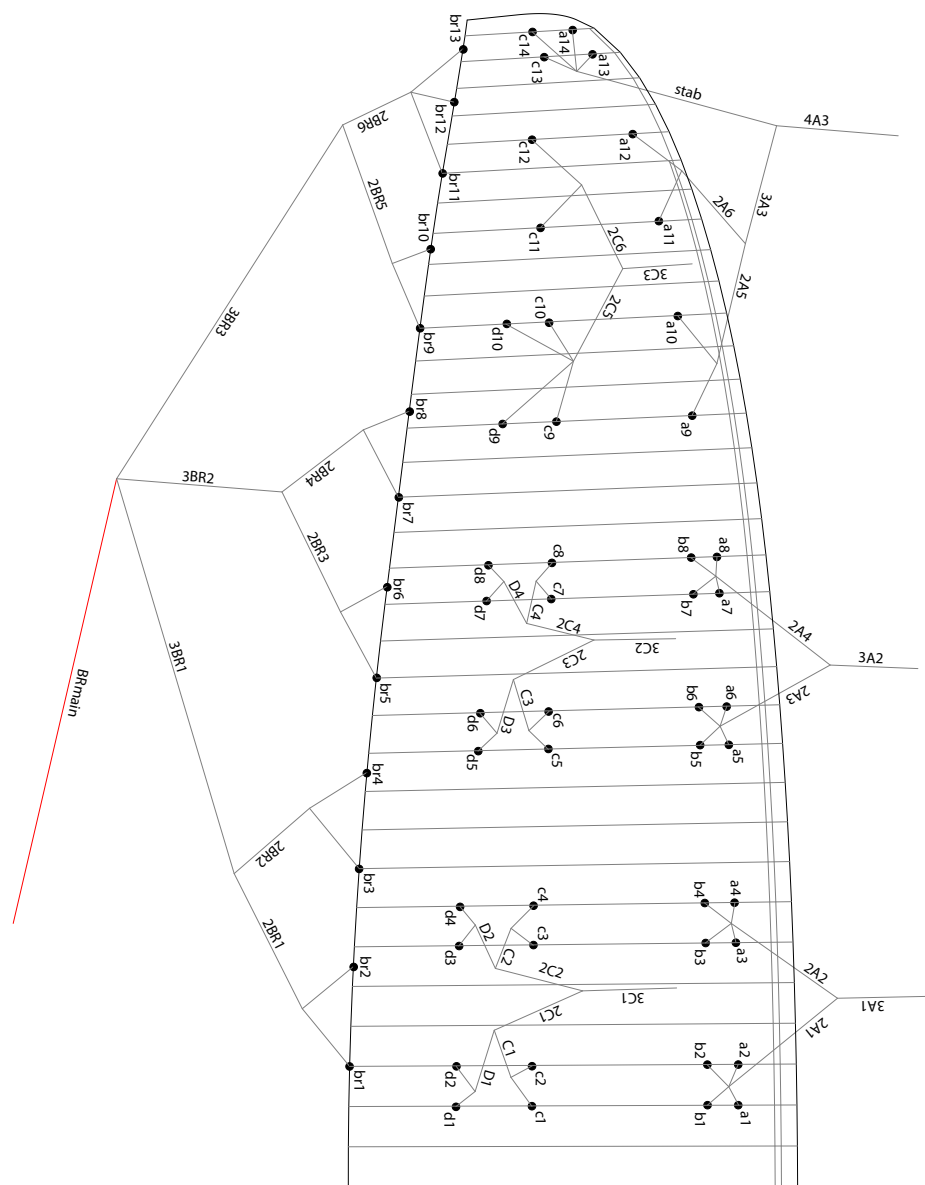 br13
c14
a14
a13
c13
stab
4A3
2BR6
br12
c12
a12
br11
2BR5
3A3
2A6
br10
c11
2C6
a11
3C3
2A5
3BR3
br9
d10
c10
2C5
a10
br8
d9
c9
a9
3BR2
2BR4
br7
2BR3
d8
c8
b8
a8
br6
D4
d7
C4
c7
b7
a7
2C4
2A4
3C2
3A2
3BR1
2C3
br5
BRmain
C3
2A3
d6
D3
c6
b6
a6
d5
c5
b5
a5
br4
2BR2
br3
2BR1
d4
D2
c4
b4
a4
d3
C2
c3
b3
a3
br2
2C2
2A2
3C1
3A1
2C1
2A1
C1
br1
d2
D1
c2
b2
a2
d1
c1
b1
a1